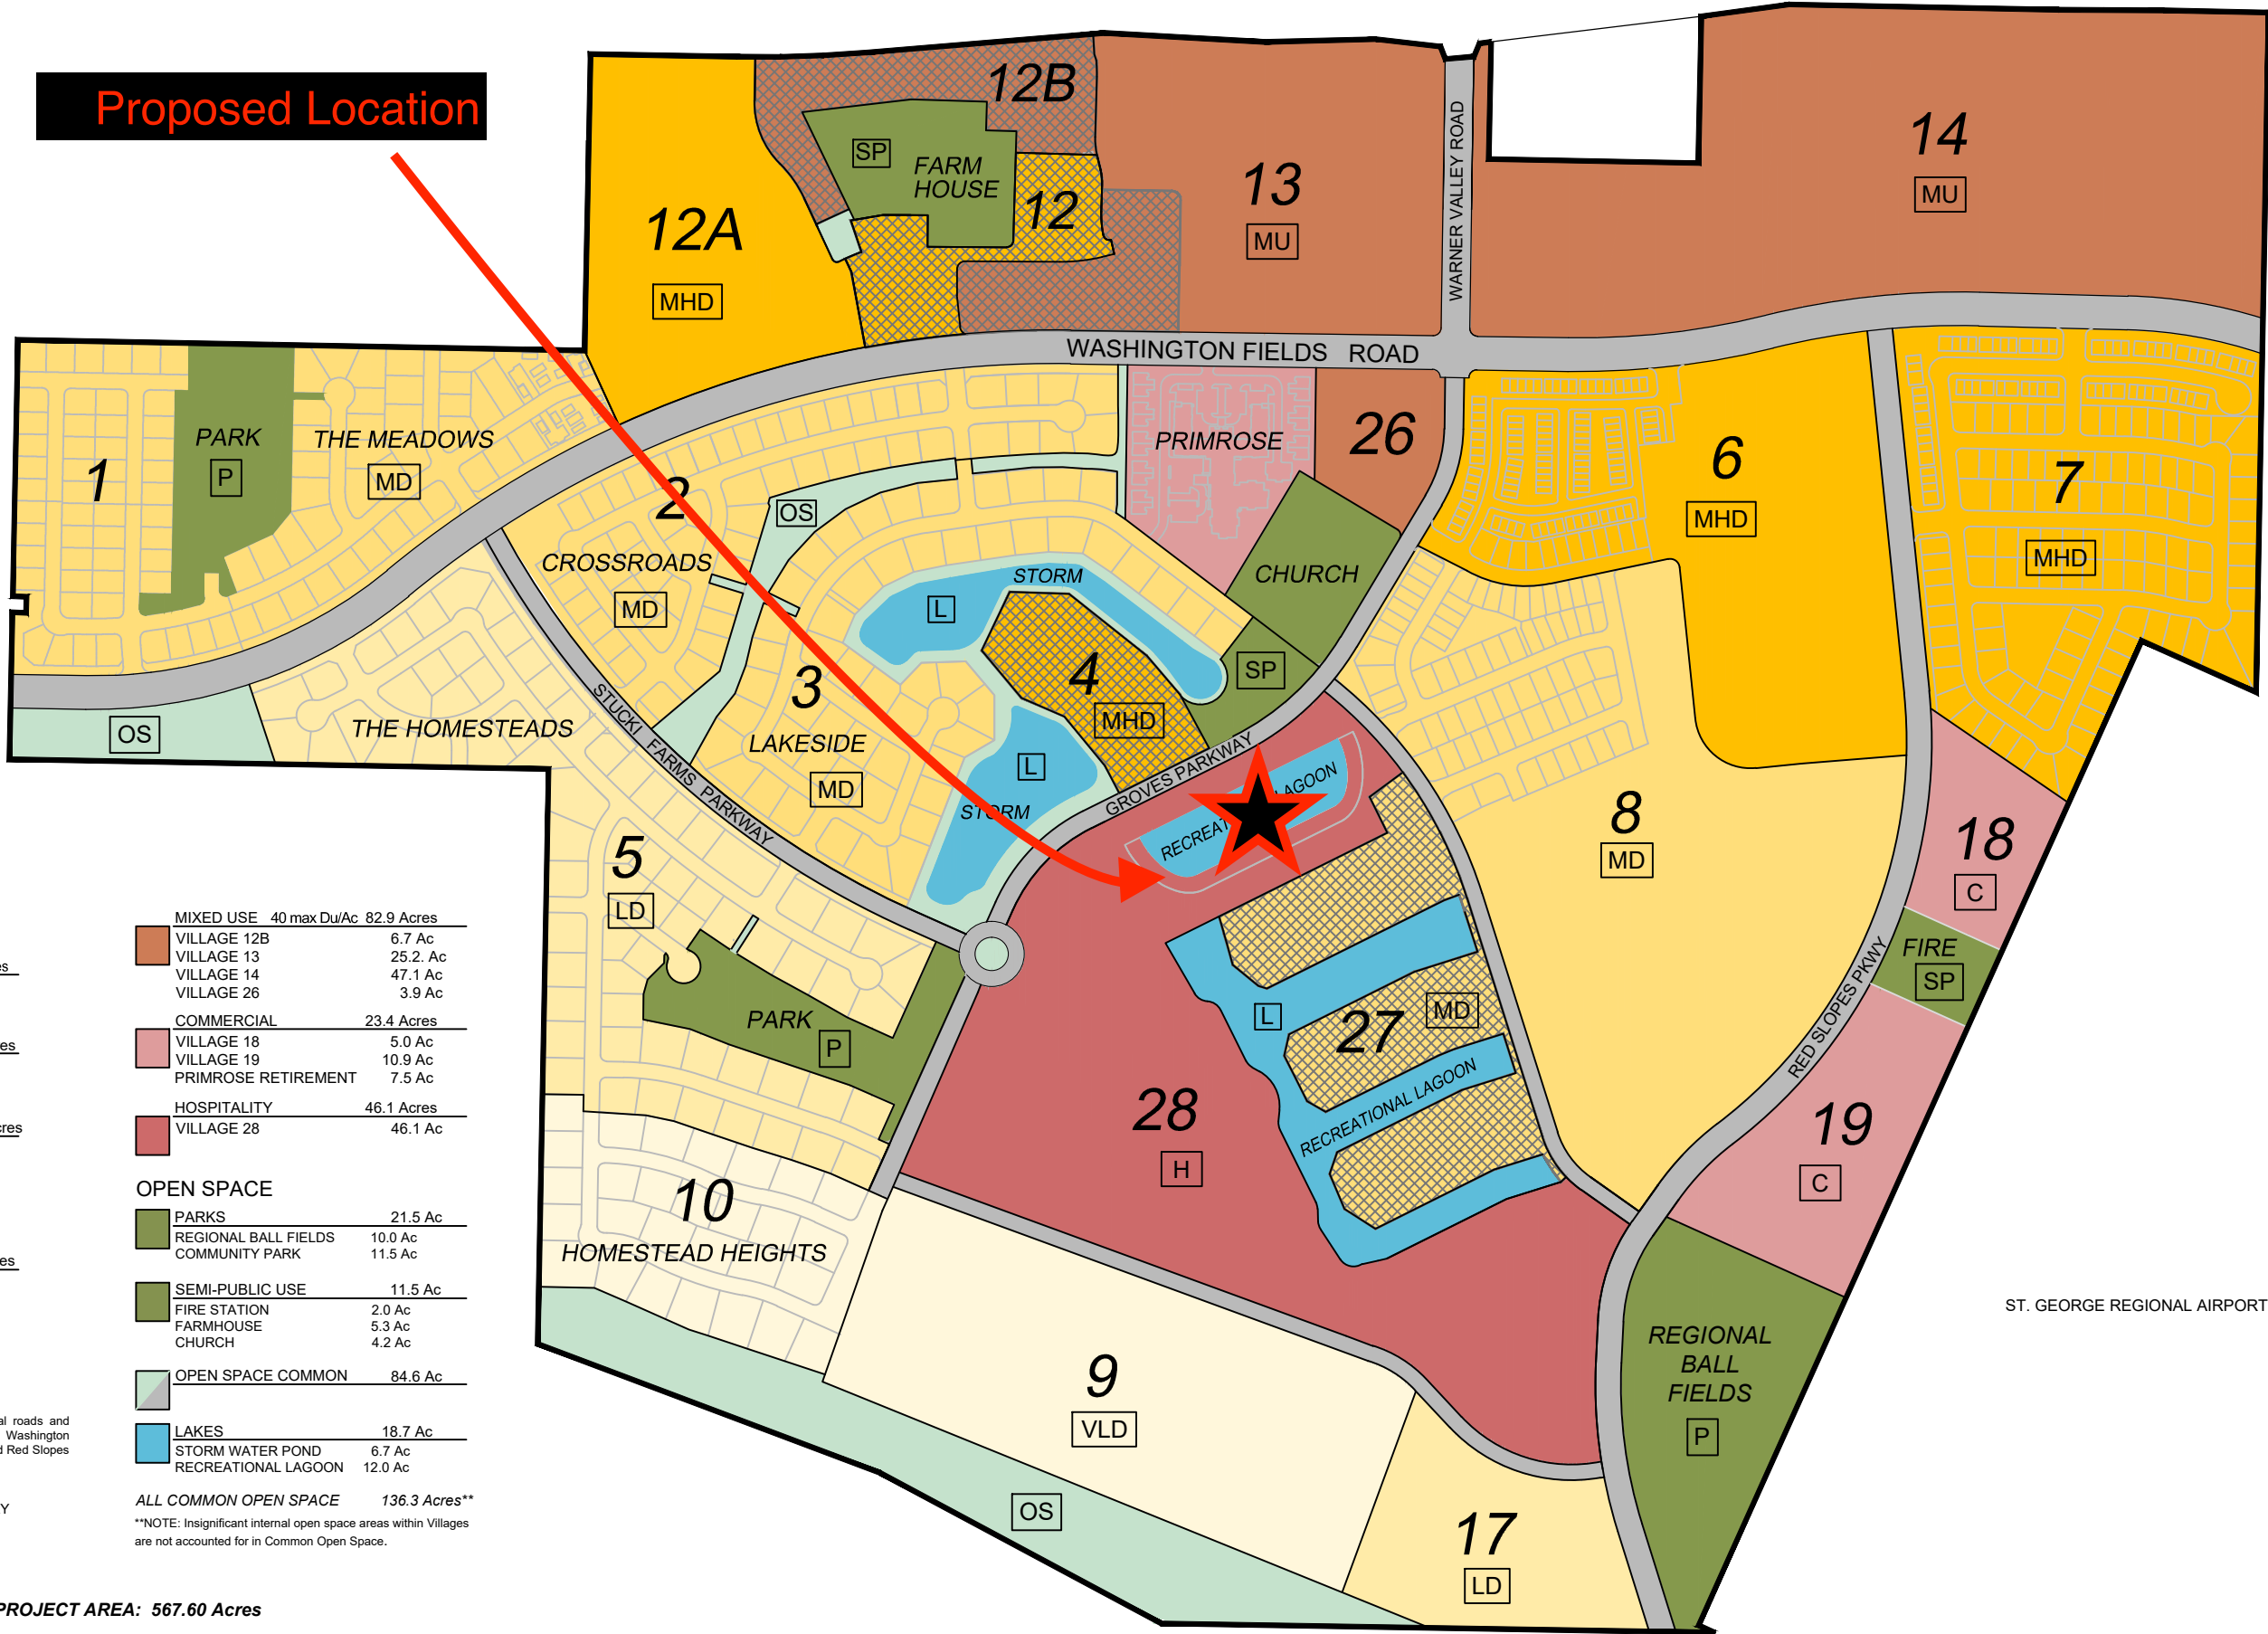 Proposed Location
12B
SP
FARM
HOUSE
12
12A
MHD
13
MU
WARNER VALLEY ROAD
14
MU
WASHINGTON FIELDS ROAD
1
PARK
P
THE MEADOWS
MD
2
CROSSROADS
MD
OS
PRIMROSE
26
CHURCH
SP
6
MHD
7
MHD
STORM
L
4
MHD
3
LAKESIDE
MD
L
STORM
OS
THE HOMESTEADS
STUCKI FARMS PARKWAY
GROVES PARKWAY
LAGOON
8
MD
18
C
FIRE
SP
RED SLOPES PKWY
19
C
5
LD
PARK
P
L
27
MD
RECREATIONAL LAGOON
28
H
10
HOMESTEAD HEIGHTS
9
VLD
OS
17
LD
REGIONAL
BALL
FIELDS
P
ST. GEORGE REGIONAL AIRPORT
MIXED USE 40 max Du/Ac 82.9 Acres
VILLAGE 12B 6.7 Ac
VILLAGE 13 25.2. Ac
VILLAGE 14 47.1 Ac
VILLAGE 26 3.9 Ac
COMMERCIAL 23.4 Acres
VILLAGE 18 5.0 Ac
VILLAGE 19 10.9 Ac
PRIMROSE RETIREMENT 7.5 Ac
HOSPITALITY 46.1 Acres
VILLAGE 28 46.1 Ac
OPEN SPACE
PARKS 21.5 Ac
REGIONAL BALL FIELDS 10.0 Ac
COMMUNITY PARK 11.5 Ac
SEMI-PUBLIC USE 11.5 Ac
FIRE STATION 2.0 Ac
FARMHOUSE 5.3 Ac
CHURCH 4.2 Ac
OPEN SPACE COMMON 84.6 Ac
roads and
Washington
Red Slopes
LAKES 18.7 Ac
STORM WATER POND 6.7 Ac
RECREATIONAL LAGOON 12.0 Ac
ALL COMMON OPEN SPACE 136.3 Acres**
**NOTE: Insignificant internal open space areas within Villages
are not accounted for in Common Open Space.
PROJECT AREA: 567.60 Acres